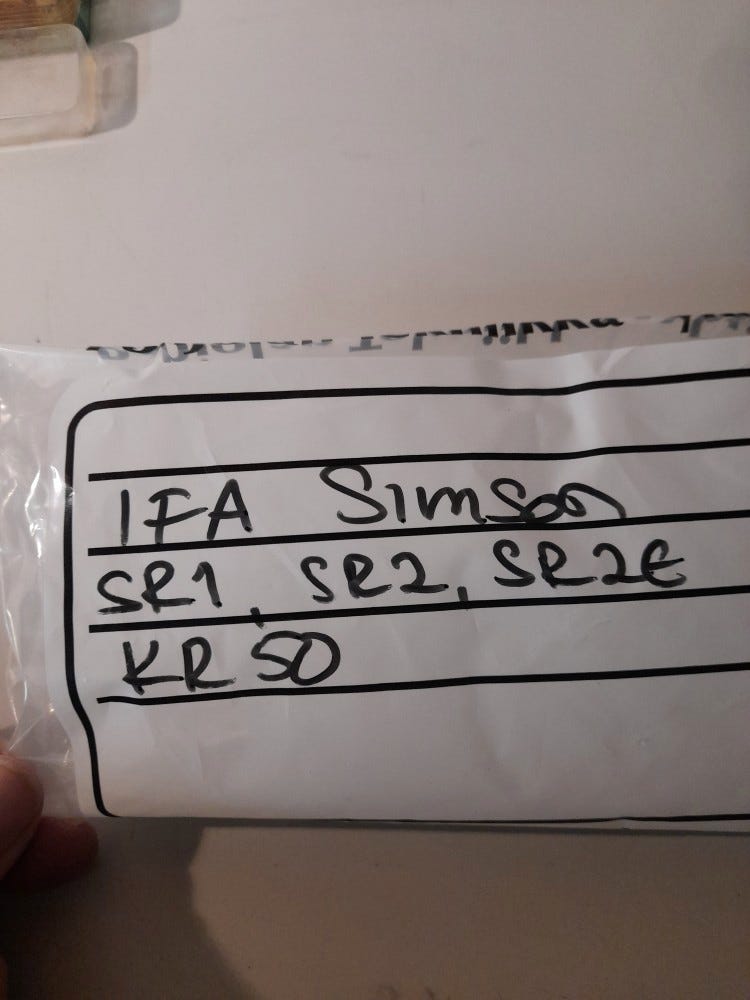 IFA Simson
SR1, SR2, SR2E
KR 50